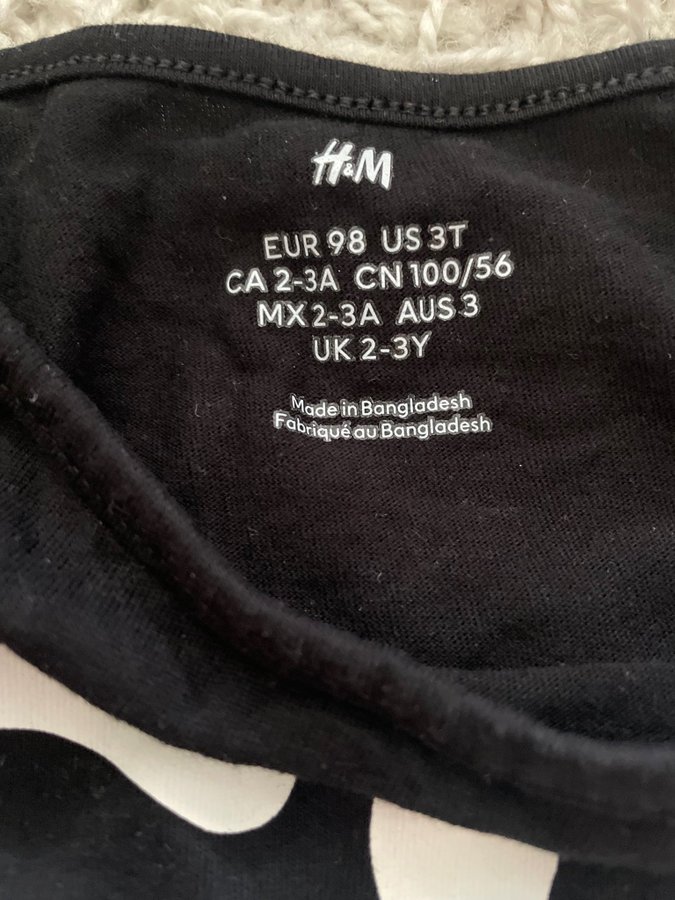 H&M
EUR 98 US 3T
CA 2-3A CN 100/56
MX 2-3A AUS 3
UK 2-3Y
Made in Bangladesh
Fabriqué au Bangladesh